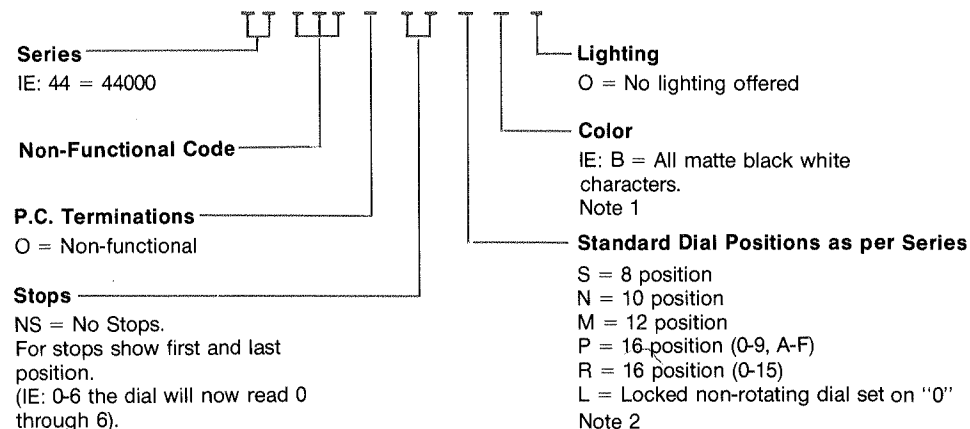 Series
IE: 44 = 44000
Non-Functional Code
P.C. Terminations
O = Non-functional
Stops
NS = No Stops.
For stops show first and last
position.
(IE: 0-6 the dial will now read 0
through 6).
Lighting
O = No lighting offered
Color
IE: B = All matte black white
characters.
Note 1
Standard Dial Positions as per Series
S = 8 position
N = 10 position
M = 12 position
P = 16 position (0-9, A-F)
R = 16 position (0-15)
L = Locked non-rotating dial set on "0"
Note 2